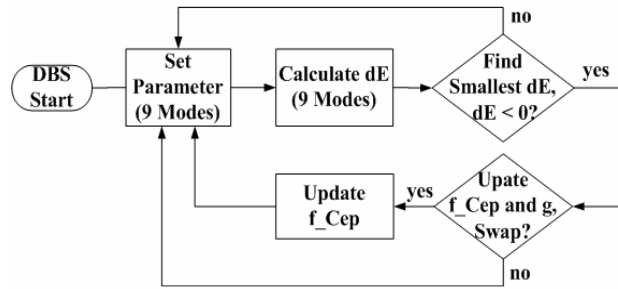 no
DBS
Start
Set
Parameter
(9 Modes)
Calculate dE
(9 Modes)
Find
Smallest dE,
dE < 0?
yes
Update
f_Cep
yes
Upate
f_Cep and g,
Swap?
no